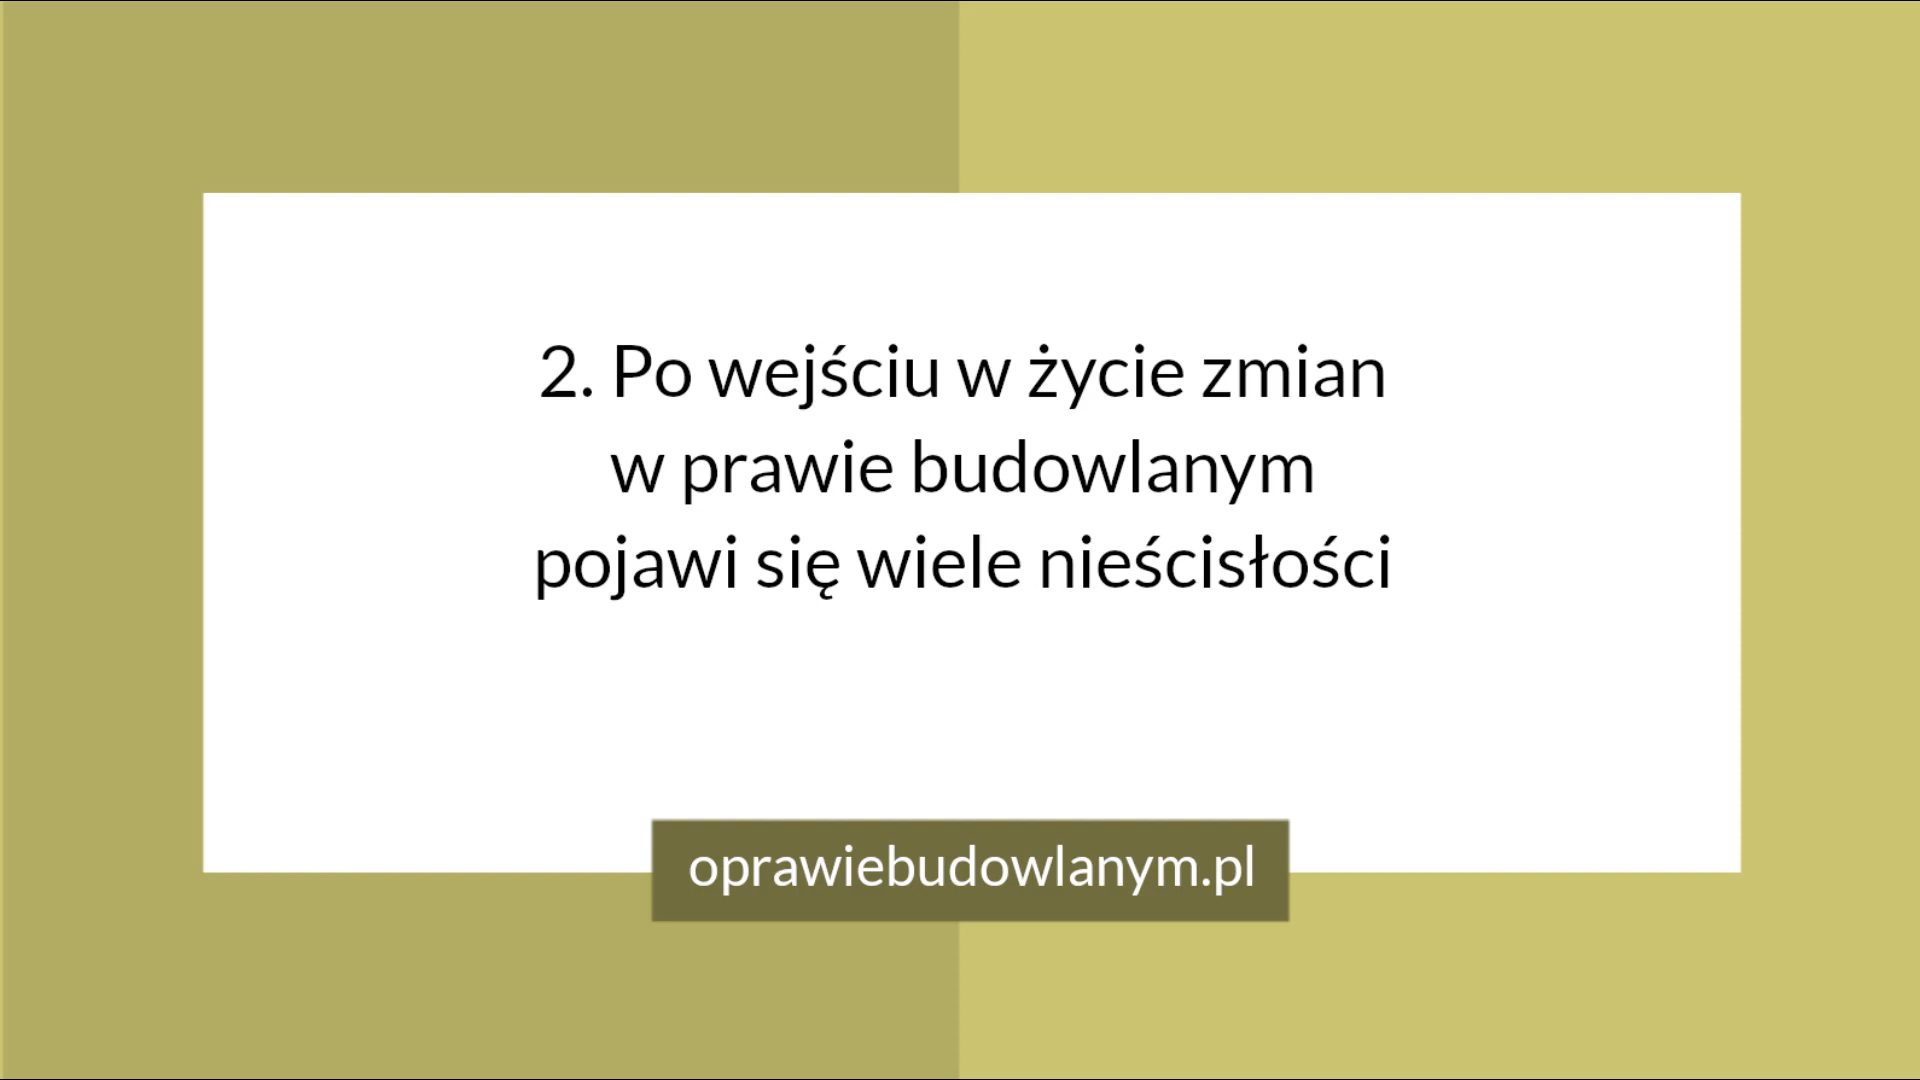 2. Po wejściu w życie zmian
w prawie budowlanym
pojawi się wiele nieścisłości
oprawiebudowlanym.pl